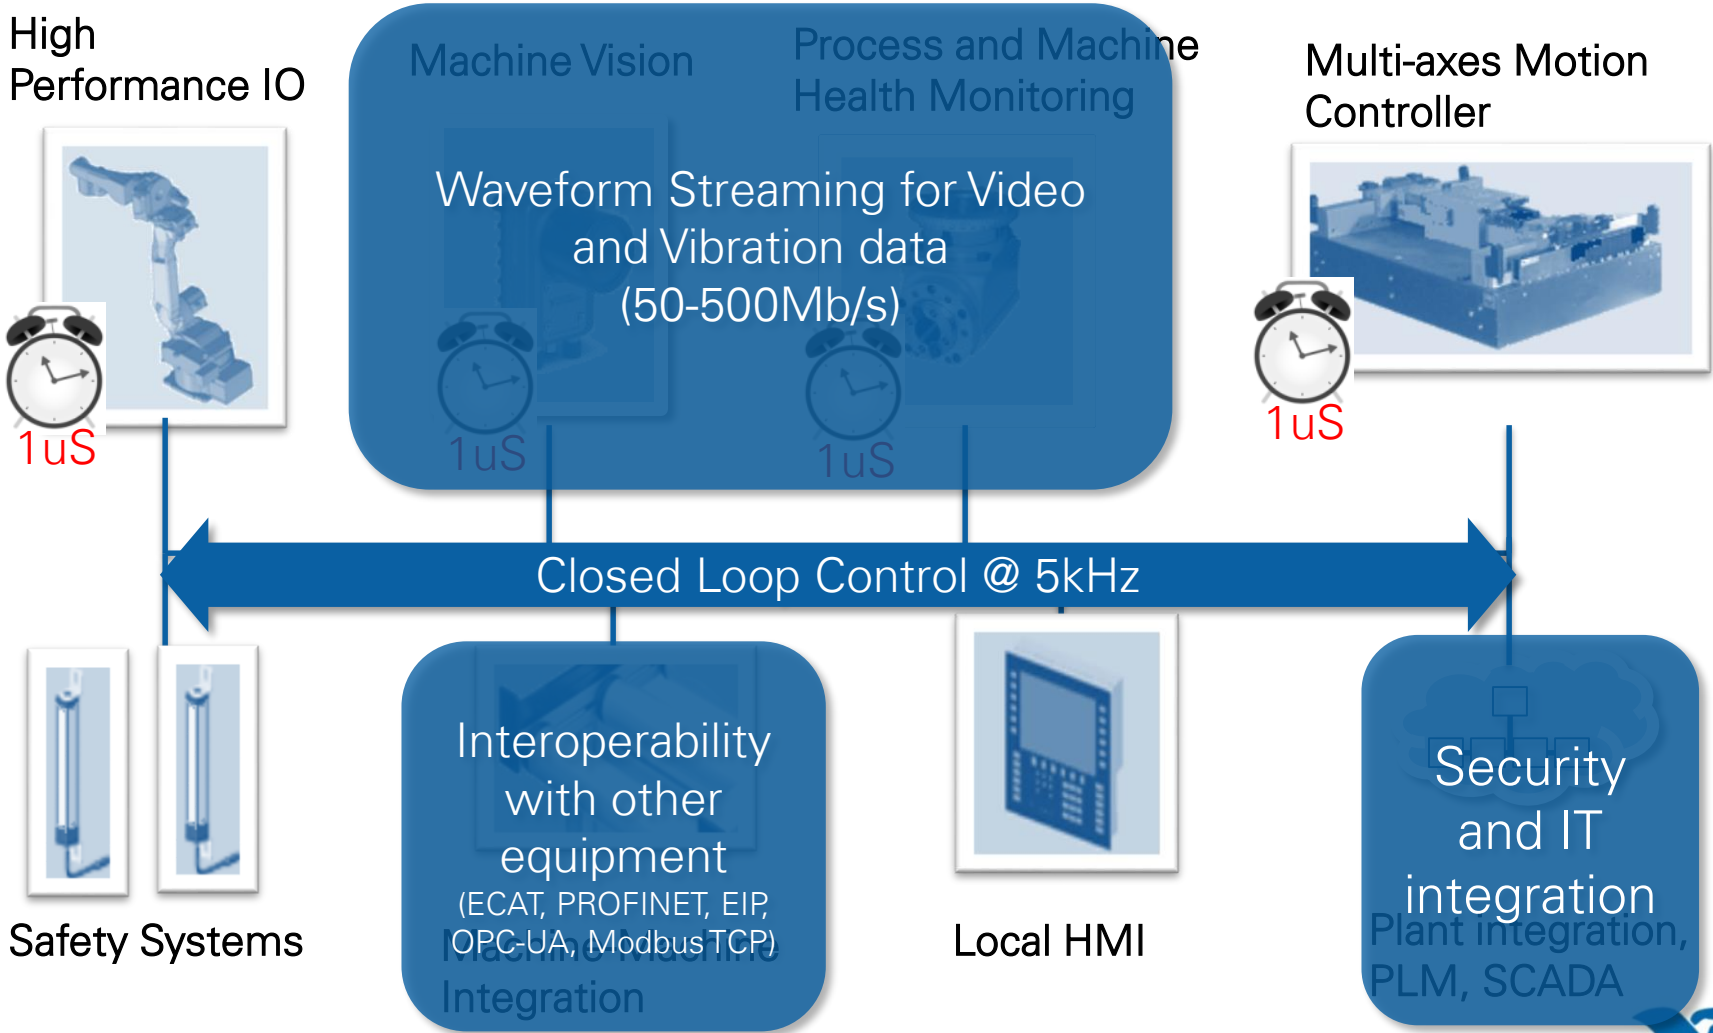 High
Performance IO
Machine Vision
Process and Machine
Health Monitoring
Multi-axes Motion
Controller
Waveform Streaming for Video
and Vibration data
(50-500Mb/s)
1uS
1uS
1uS
1uS
Closed Loop Control @ 5kHz
Interoperability
with other
equipment
(ECAT, PROFINET, EIP,
OPC-UA, Modbus TCP)
Security
and IT
integration
Safety Systems
Machine-Machine
Integration
Local HMI
Plant integration,
PLM, SCADA